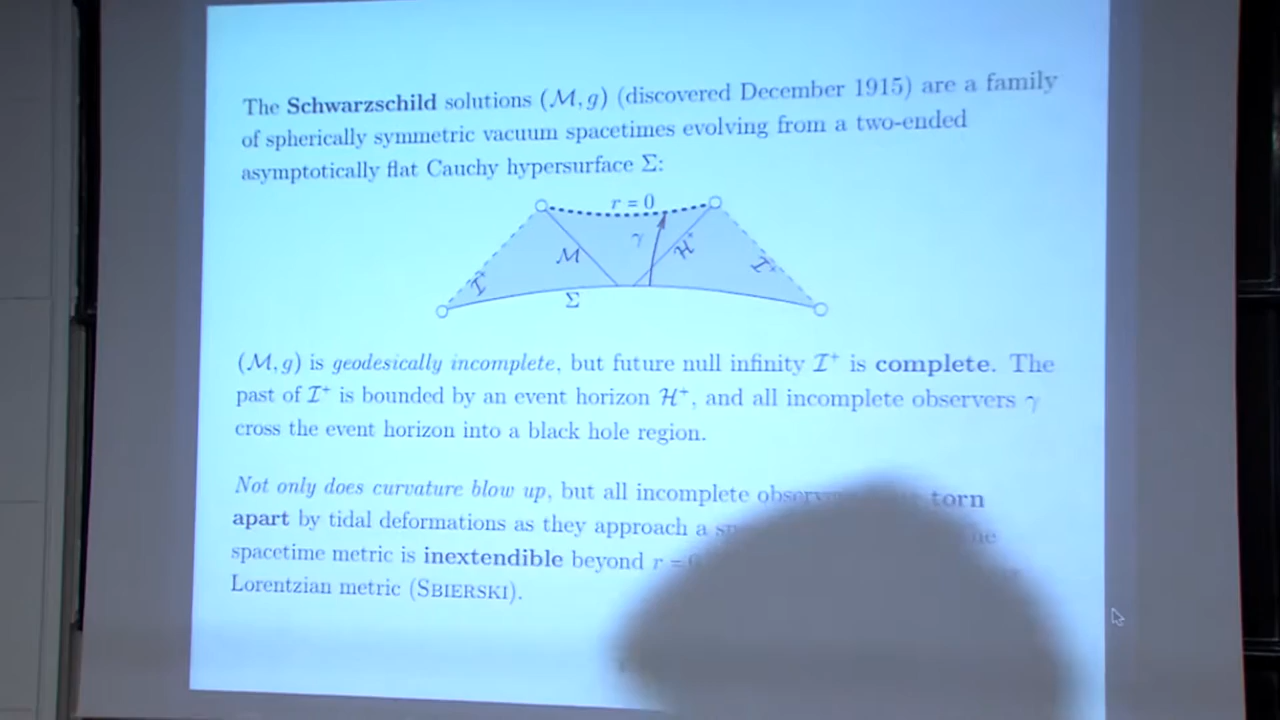 The Schwarzschild solutions (ℳ, g) (discovered December 1915) are a family
of spherically symmetric vacuum spacetimes evolving from a two-ended
asymptotically flat Cauchy hypersurface Σ:
r = 0
γ
ℳ
ℋ⁺
ℐ
ℐ⁺
Σ
(ℳ, g) is geodesically incomplete, but future null infinity ℐ⁺ is complete. The
past of ℐ⁺ is bounded by an event horizon ℋ⁺, and all incomplete observers γ
cross the event horizon into a black hole region.
Not only does curvature blow up, but all incomplete torn
apart by tidal deformations as they approach a
spacetime metric is inextendible beyond r =
Lorentzian metric (SBIERSKI).